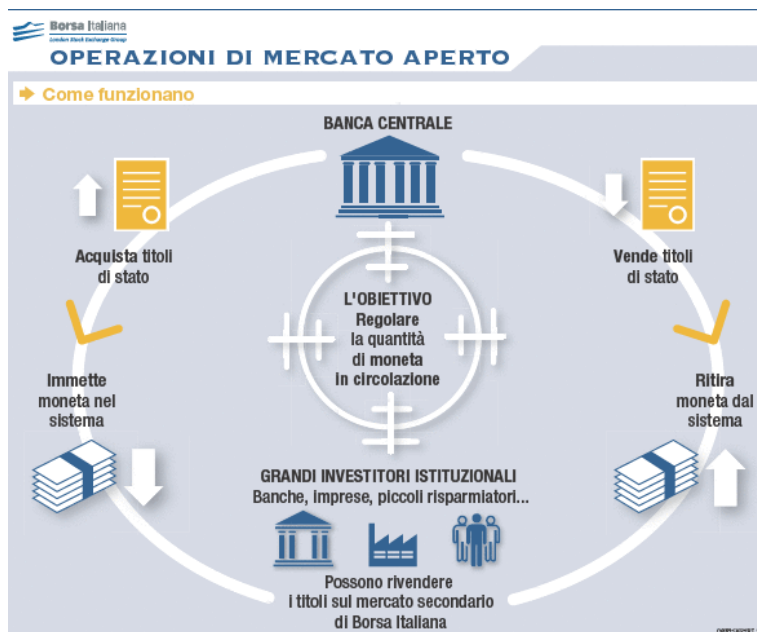 Borsa Italiana
London Stock Exchange Group
OPERAZIONI DI MERCATO APERTO
Come funzionano
BANCA CENTRALE
Acquista titoli
di stato
Vende titoli
di stato
L'OBIETTIVO
Regolare
la quantità
di moneta
in circolazione
Immette
moneta nel
sistema
Ritira
moneta dal
sistema
GRANDI INVESTITORI ISTITUZIONALI
Banche, imprese, piccoli risparmiatori...
Possono rivendere
i titoli sul mercato secondario
di Borsa Italiana